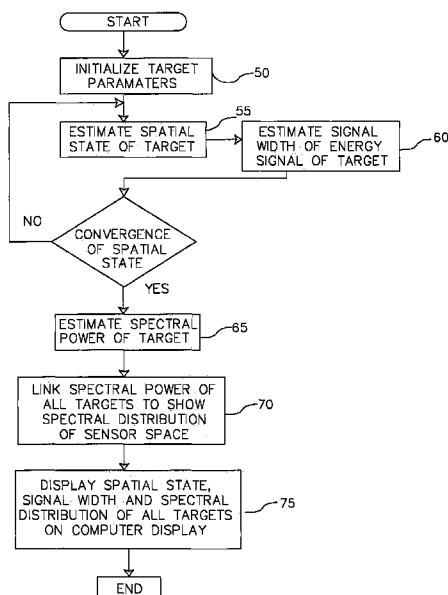 START
INITIALIZE TARGET
PARAMATERS
50
ESTIMATE SPATIAL
STATE OF TARGET
55
ESTIMATE SIGNAL
WIDTH OF ENERGY
SIGNAL OF TARGET
60
NO
CONVERGENCE
OF SPATIAL
STATE
YES
ESTIMATE SPECTRAL
POWER OF TARGET
65
LINK SPECTRAL POWER OF
ALL TARGETS TO SHOW
SPECTRAL DISTRIBUTION
OF SENSOR SPACE
70
DISPLAY SPATIAL STATE,
SIGNAL WIDTH AND SPECTRAL
DISTRIBUTION OF ALL TARGETS
ON COMPUTER DISPLAY
75
END